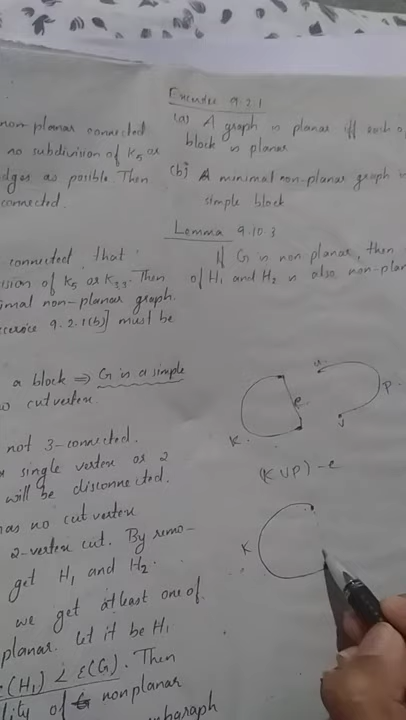 non planar connected
no subdivision of K5 or
edges as posible. Then
connected.
Exercise 9.2.1
(a) A graph is planar iff each of
block is planar
(b) A minimal non-planar graph is
simple block
Lemma 9.10.3
If G is non planar, then
of H1 and H2 is also non-plan
connected that
sion of K5 or K3,3. Then
imal non-planar graph.
xercise 9.2.1(b)] must be
a block ⇒ G is a simple
no cutvertex.
not 3-connected.
single vertex or 2
will be disconnected.
has no cut vertex
2-vertex cut. By remo-
get H1 and H2.
we get atleast one of
planar. Let it be H1
ε(H1) < ε(G). Then
lity of G nonplanar
subgraph
K
e
u
v
P
(K∪P)-e
K